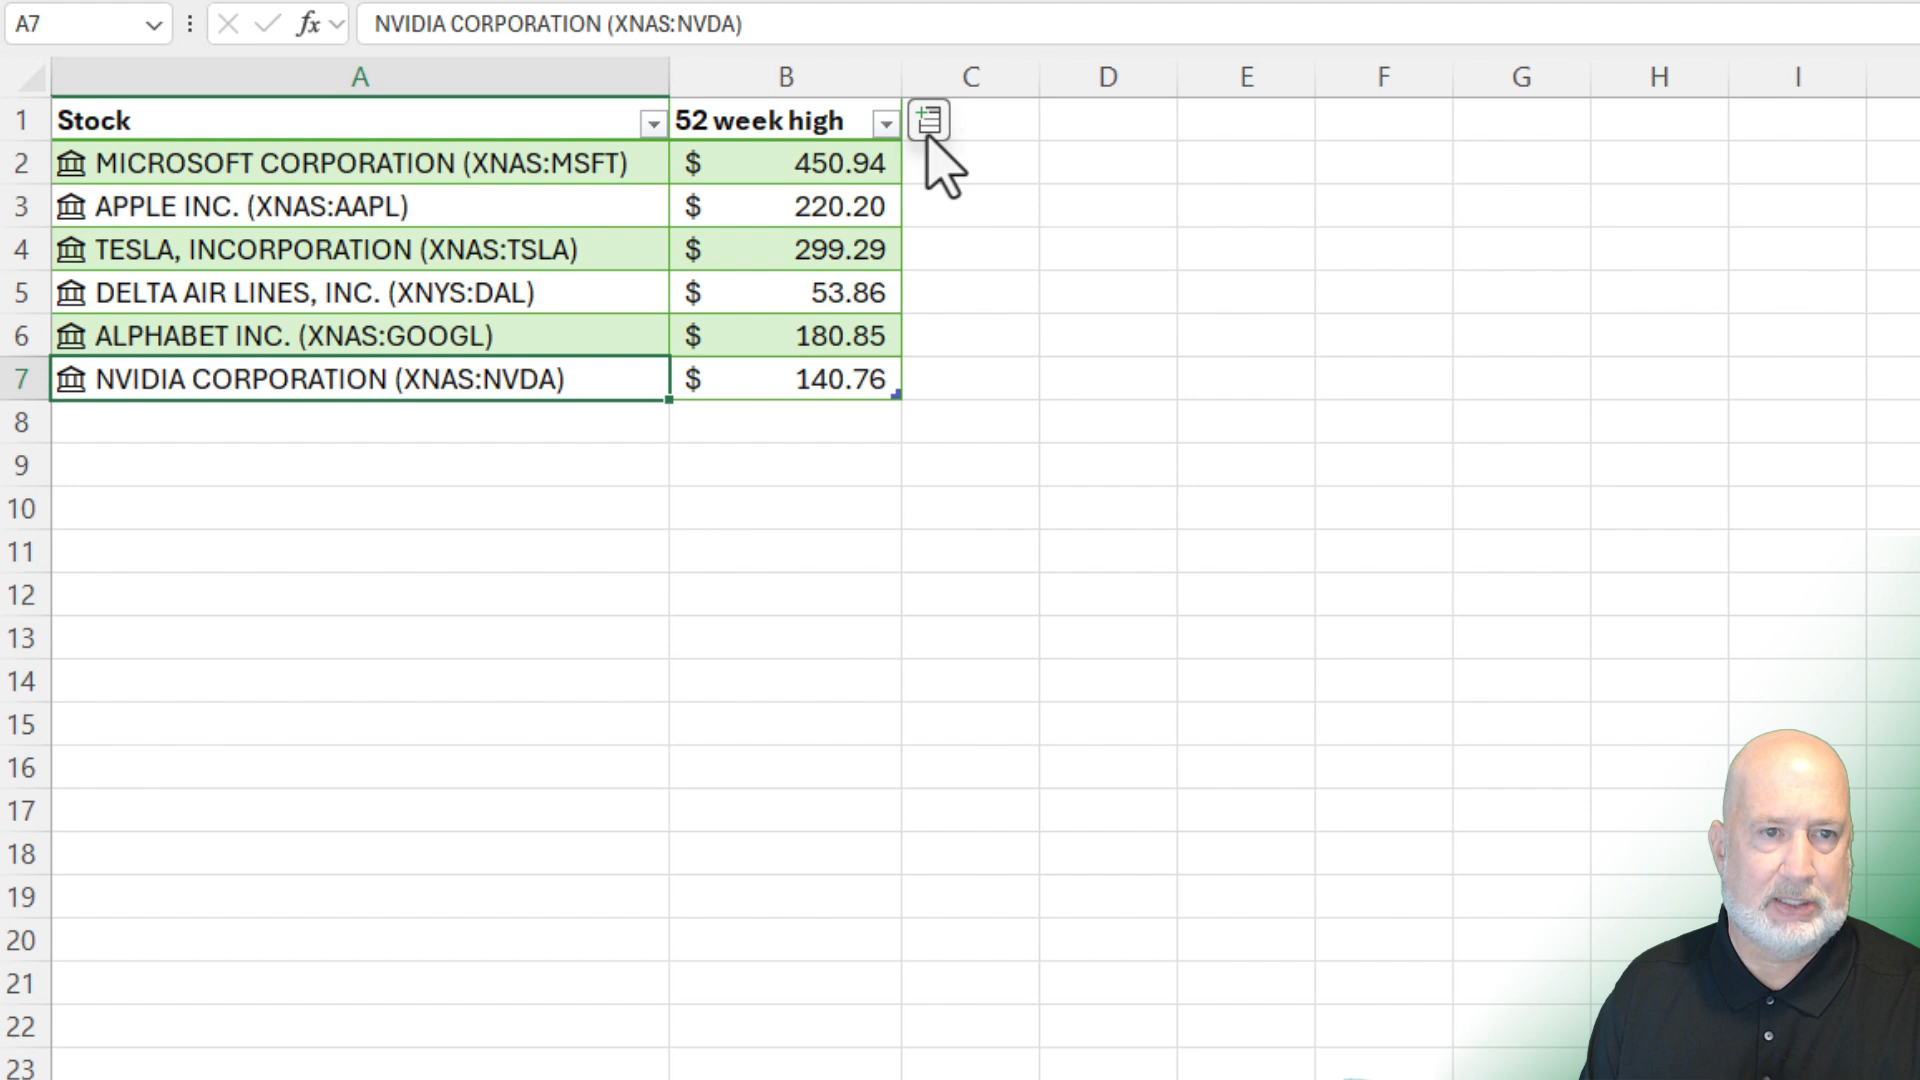 A7 fx NVIDIA CORPORATION (XNAS:NVDA)
A B C D E F G H I
1 Stock 52 week high
2 MICROSOFT CORPORATION (XNAS:MSFT) $ 450.94
3 APPLE INC. (XNAS:AAPL) $ 220.20
4 TESLA, INCORPORATION (XNAS:TSLA) $ 299.29
5 DELTA AIR LINES, INC. (XNYS:DAL) $ 53.86
6 ALPHABET INC. (XNAS:GOOGL) $ 180.85
7 NVIDIA CORPORATION (XNAS:NVDA) $ 140.76
8
9
10
11
12
13
14
15
16
17
18
19
20
21
22
23